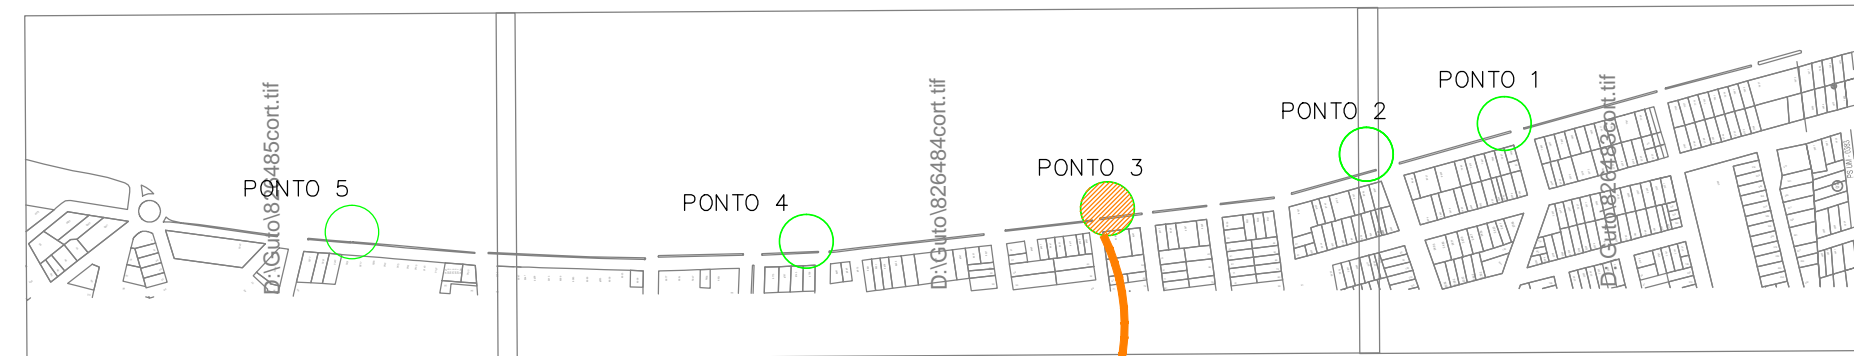 PONTO 1
PONTO 2
PONTO 3
PONTO 4
PONTO 5
D:\Guto\826485cort.tif
D:\Guto\826484cort.tif
D:\Guto\826483cort.tif